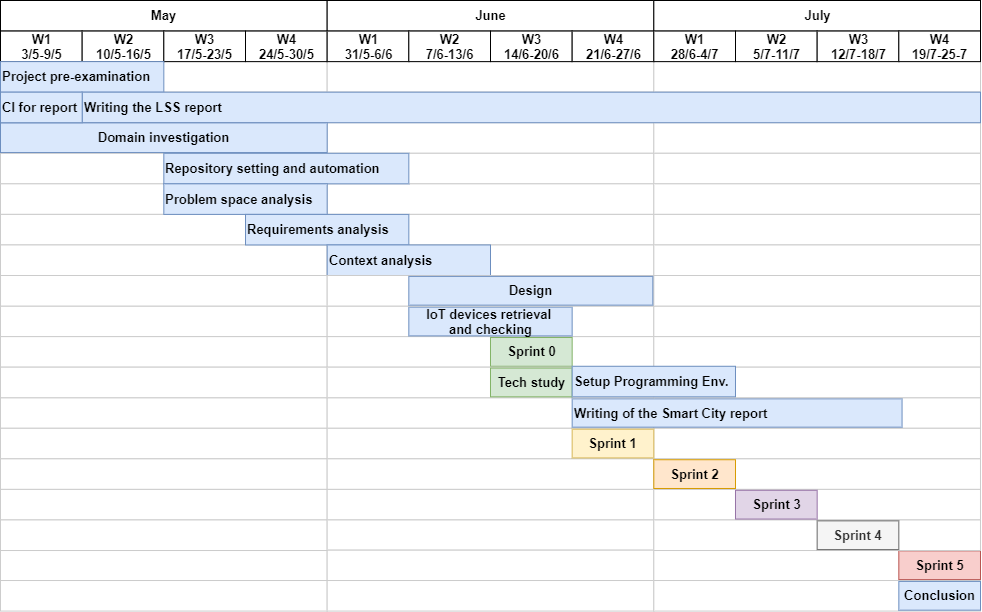 May June July
W1 W2 W3 W4 W1 W2 W3 W4 W1 W2 W3 W4
3/5-9/5 10/5-16/5 17/5-23/5 24/5-30/5 31/5-6/6 7/6-13/6 14/6-20/6 21/6-27/6 28/6-4/7 5/7-11/7 12/7-18/7 19/7-25-7
Project pre-examination
CI for report Writing the LSS report
Domain investigation
Repository setting and automation
Problem space analysis
Requirements analysis
Context analysis
Design
IoT devices retrieval
and checking
Sprint 0
Tech study Setup Programming Env.
Writing of the Smart City report
Sprint 1
Sprint 2
Sprint 3
Sprint 4
Sprint 5
Conclusion